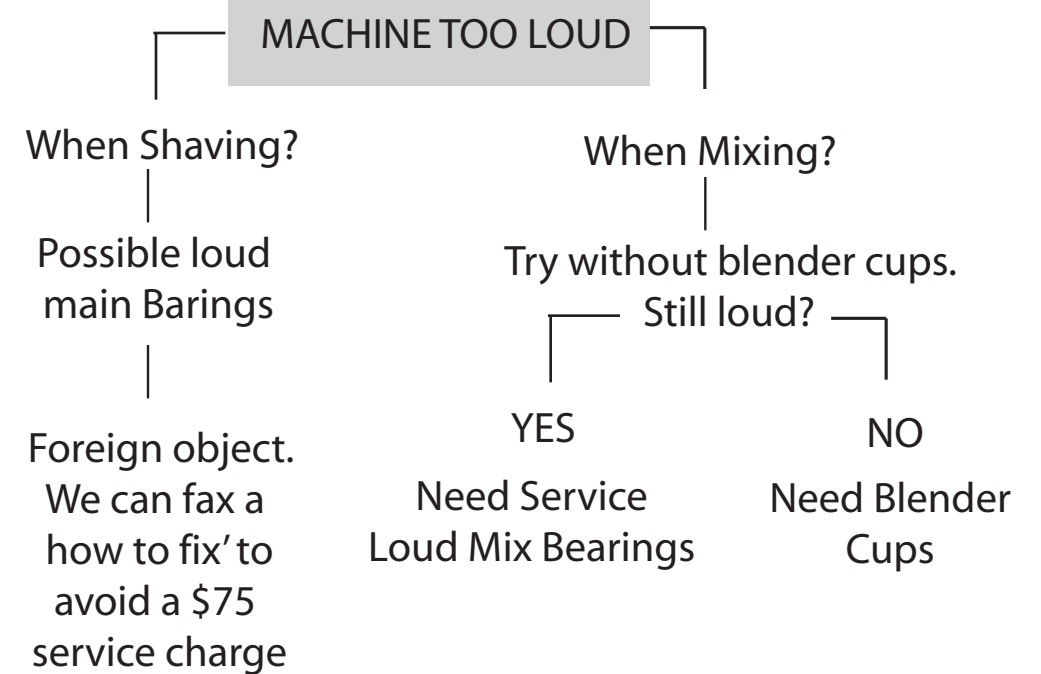 MACHINE TOO LOUD
When Shaving?
Possible loud
main Barings
Foreign object.
We can fax a
how to fix’ to
avoid a $75
service charge
When Mixing?
Try without blender cups.
Still loud?
YES
Need Service
Loud Mix Bearings
NO
Need Blender
Cups